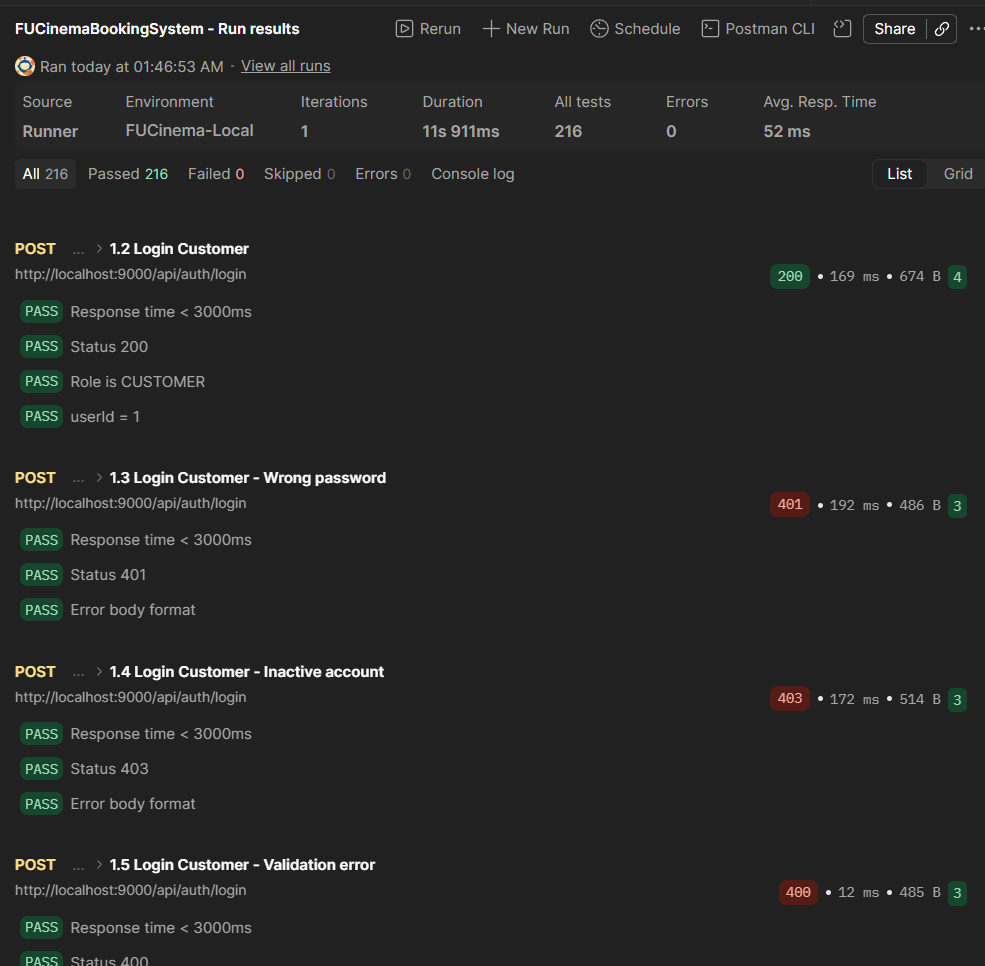 FUCinemaBookingSystem - Run results
Rerun
New Run
Schedule
Postman CLI
Share
Ran today at 01:46:53 AM · View all runs
Source Environment Iterations Duration All tests Errors Avg. Resp. Time
Runner FUCinema-Local 1 11s 911ms 216 0 52 ms
All 216 Passed 216 Failed 0 Skipped 0 Errors 0 Console log List Grid
POST ... > 1.2 Login Customer
http://localhost:9000/api/auth/login 200 • 169 ms • 674 B 4
PASS Response time < 3000ms
PASS Status 200
PASS Role is CUSTOMER
PASS userId = 1
POST ... > 1.3 Login Customer - Wrong password
http://localhost:9000/api/auth/login 401 • 192 ms • 486 B 3
PASS Response time < 3000ms
PASS Status 401
PASS Error body format
POST ... > 1.4 Login Customer - Inactive account
http://localhost:9000/api/auth/login 403 • 172 ms • 514 B 3
PASS Response time < 3000ms
PASS Status 403
PASS Error body format
POST ... > 1.5 Login Customer - Validation error
http://localhost:9000/api/auth/login 400 • 12 ms • 485 B 3
PASS Response time < 3000ms
PASS Status 400